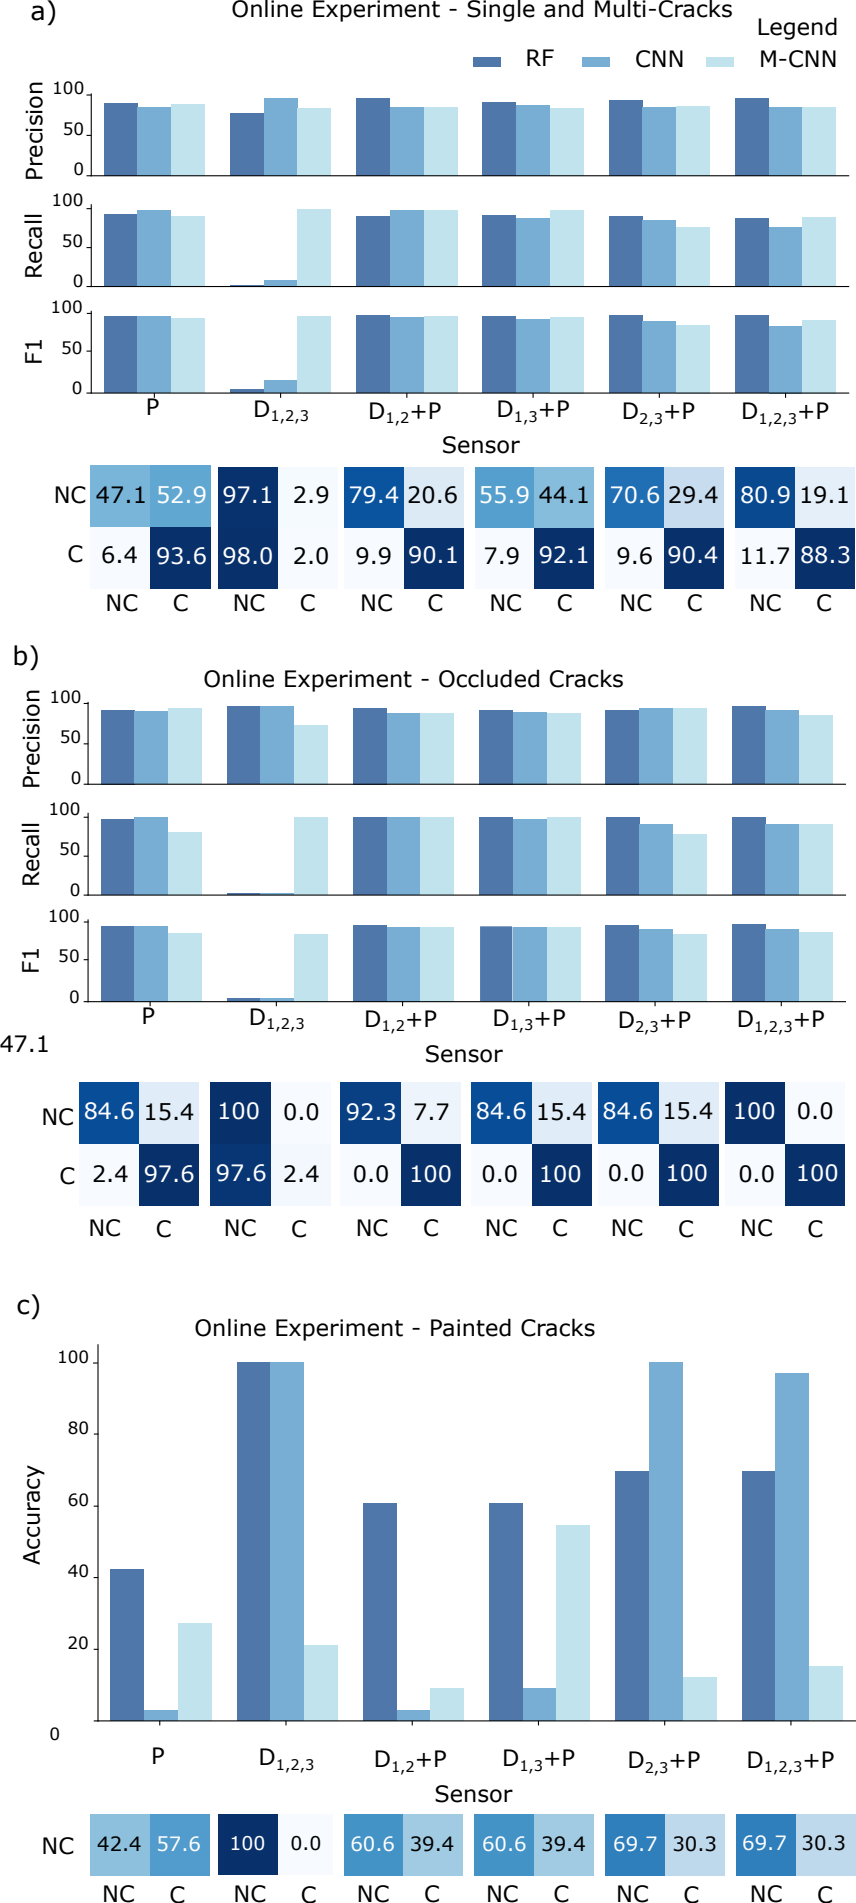 a)
Online Experiment - Single and Multi-Cracks
Legend
RF CNN M-CNN
Precision
100
50
0
Recall
100
50
0
F1
100
50
0
P D1,2,3 D1,2+P D1,3+P D2,3+P D1,2,3+P
Sensor
NC 47.1 52.9 97.1 2.9 79.4 20.6 55.9 44.1 70.6 29.4 80.9 19.1
C 6.4 93.6 98.0 2.0 9.9 90.1 7.9 92.1 9.6 90.4 11.7 88.3
NC C NC C NC C NC C NC C NC C
b)
Online Experiment - Occluded Cracks
Precision
100
50
0
Recall
100
50
0
F1
100
50
0
P D1,2,3 D1,2+P D1,3+P D2,3+P D1,2,3+P
47.1
Sensor
NC 84.6 15.4 100 0.0 92.3 7.7 84.6 15.4 84.6 15.4 100 0.0
C 2.4 97.6 97.6 2.4 0.0 100 0.0 100 0.0 100 0.0 100
NC C NC C NC C NC C NC C NC C
c)
Online Experiment - Painted Cracks
Accuracy
100
80
60
40
20
0
P D1,2,3 D1,2+P D1,3+P D2,3+P D1,2,3+P
Sensor
NC 42.4 57.6 100 0.0 60.6 39.4 60.6 39.4 69.7 30.3 69.7 30.3
NC C NC C NC C NC C NC C NC C